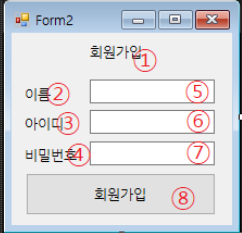 Form2
회원가입 ①
이름 ② ⑤
아이디 ③ ⑥
비밀번호 ④ ⑦
회원가입 ⑧